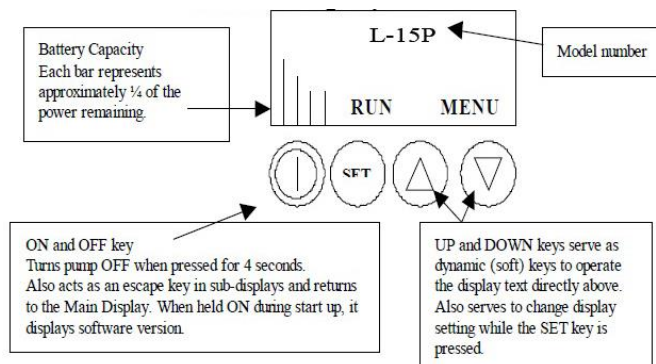 Battery Capacity
Each bar represents
approximately ¼ of the
power remaining.
L-15P
Model number
RUN MENU
SET
ON and OFF key
Turns pump OFF when pressed for 4 seconds.
Also acts as an escape key in sub-displays and returns
to the Main Display. When held ON during start up, it
displays software version.
UP and DOWN keys serve as
dynamic (soft) keys to operate
the display text directly above.
Also serves to change display
setting while the SET key is
pressed.